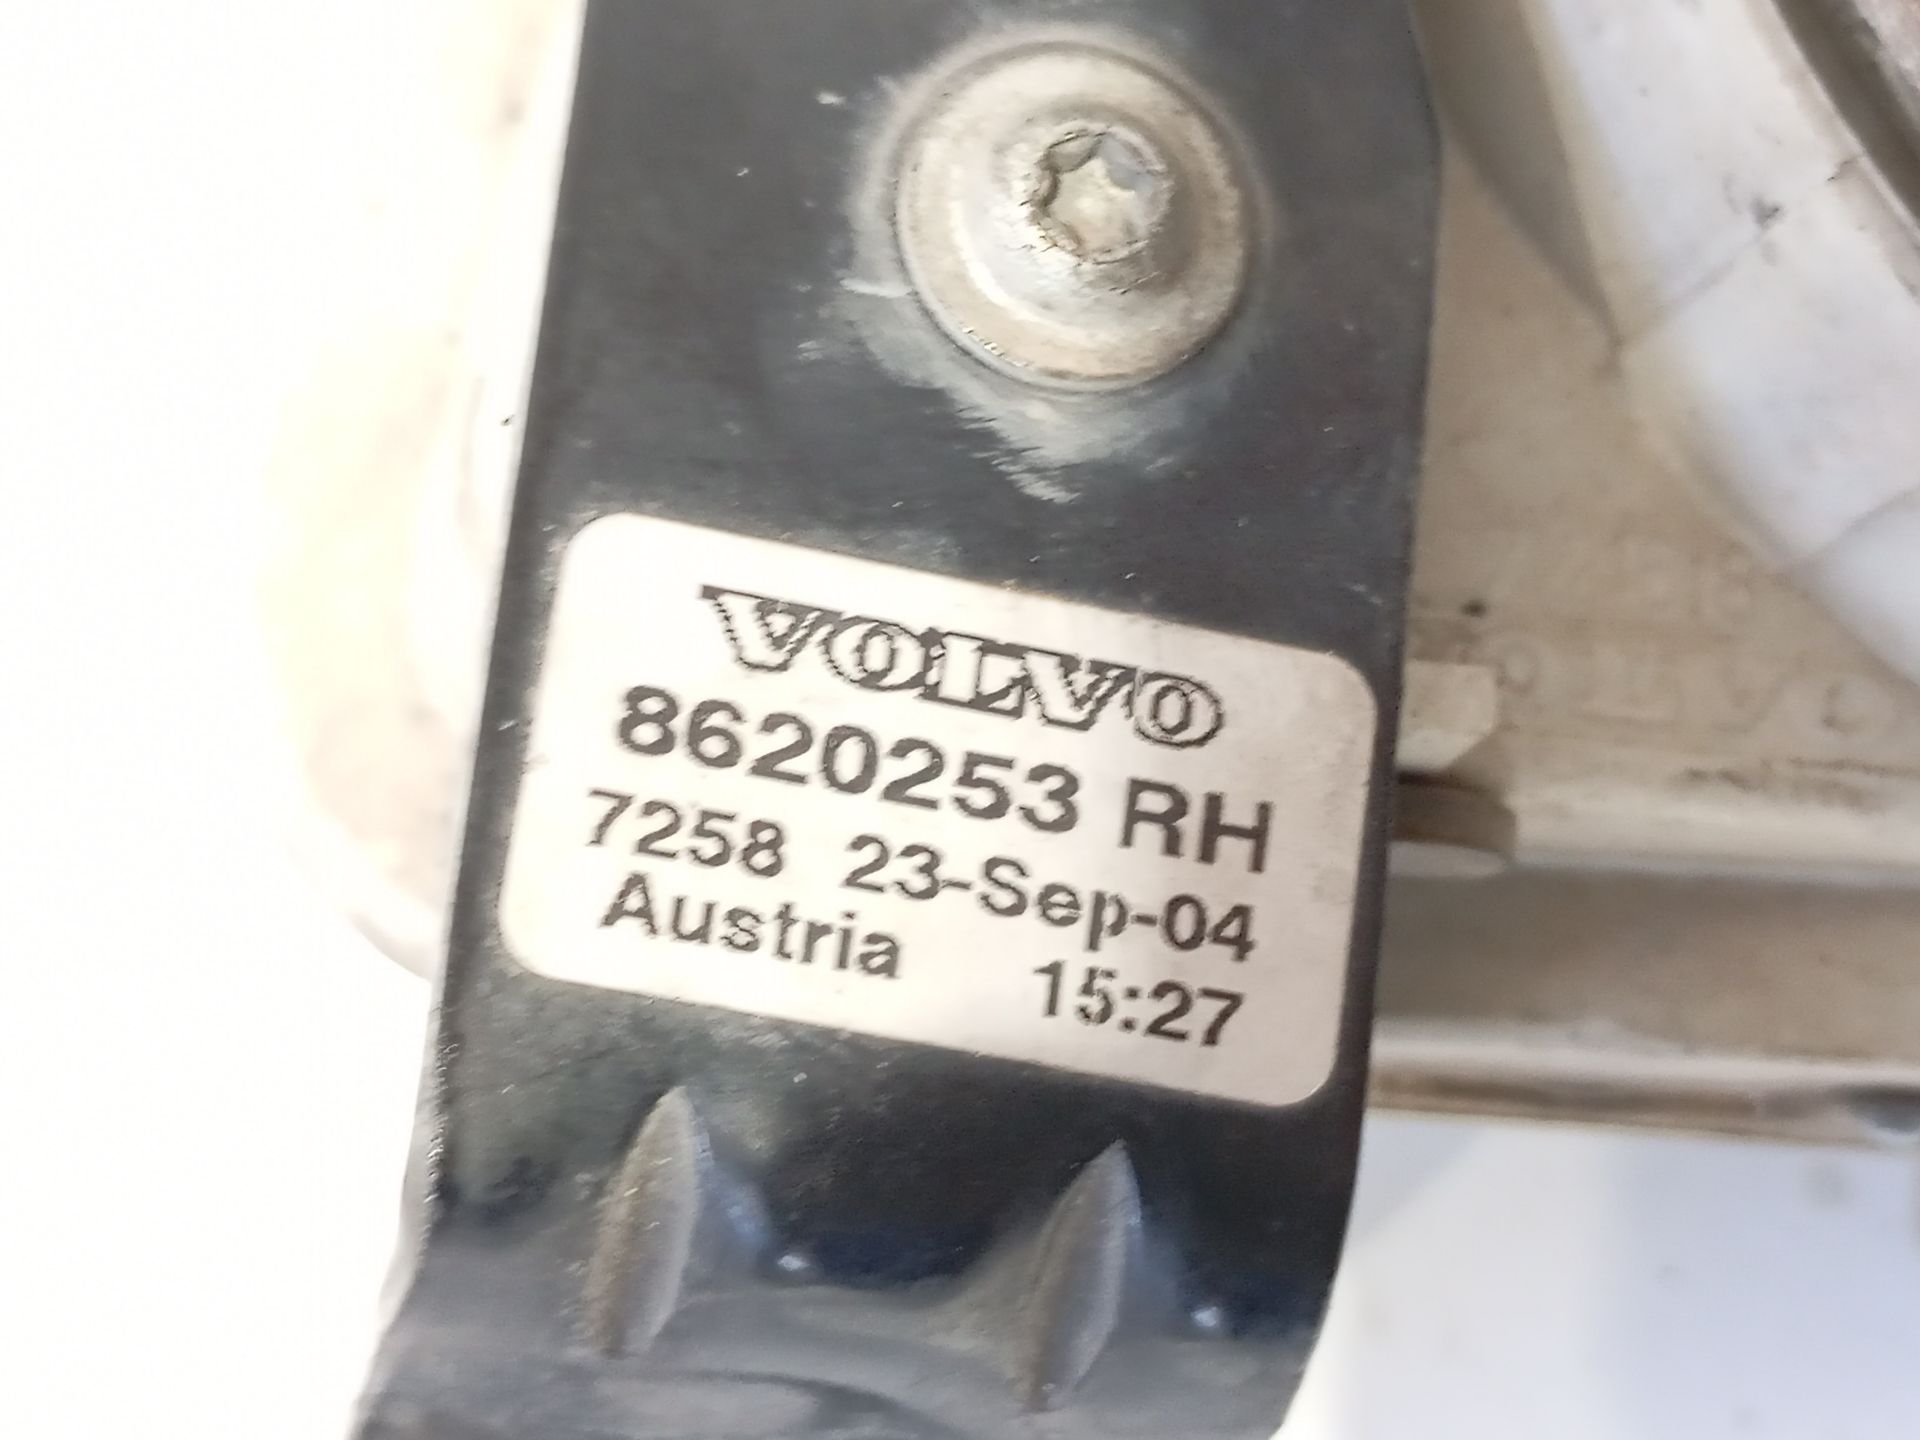 VOLVO
8620253 RH
7258 23-Sep-04
Austria 15:27